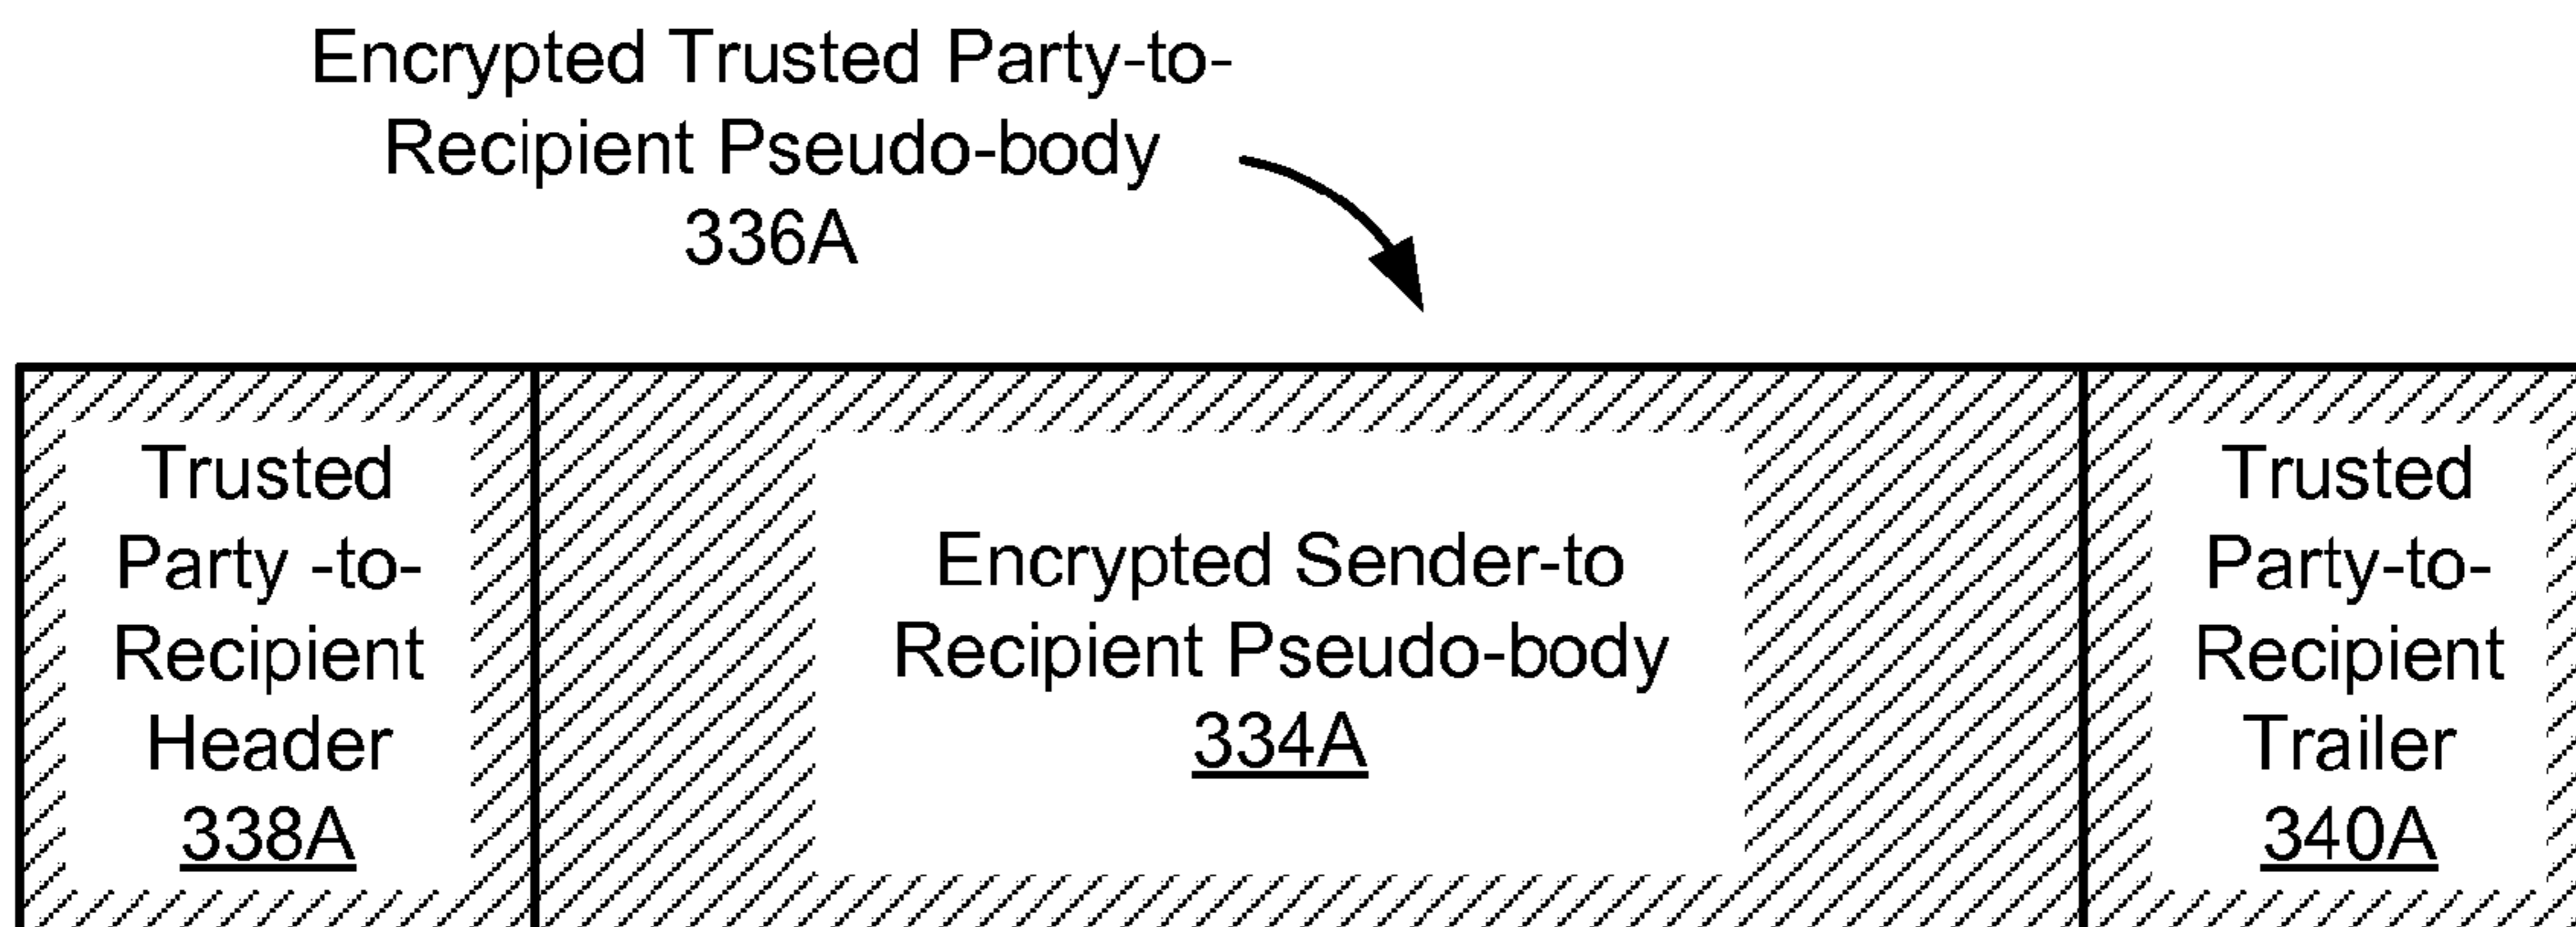 Encrypted Trusted Party-to-
Recipient Pseudo-body
336A
Trusted
Party -to-
Recipient
Header
338A
Encrypted Sender-to
Recipient Pseudo-body
334A
Trusted
Party-to-
Recipient
Trailer
340A